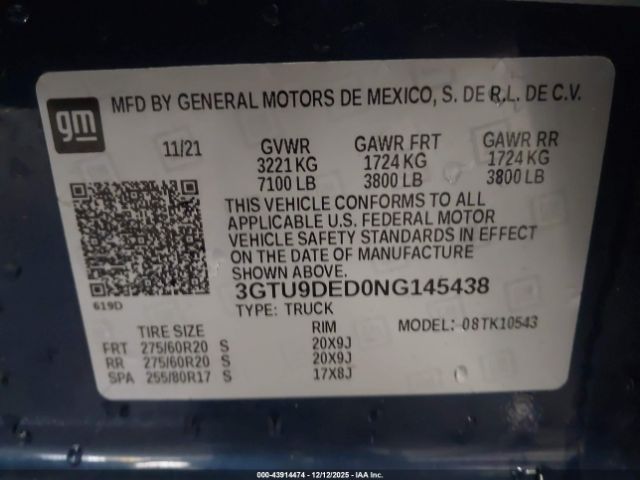 gm
MFD BY GENERAL MOTORS DE MEXICO, S. DE R.L. DE C.V.
11/21 GVWR GAWR FRT GAWR RR
3221 KG 1724 KG 1724 KG
7100 LB 3800 LB 3800 LB
THIS VEHICLE CONFORMS TO ALL
APPLICABLE U.S. FEDERAL MOTOR
VEHICLE SAFETY STANDARDS IN EFFECT
ON THE DATE OF MANUFACTURE
SHOWN ABOVE.
3GTU9DED0NG145438
619D
TYPE: TRUCK MODEL: 08TK10543
TIRE SIZE RIM
FRT 275/60R20 S 20X9J
RR 275/60R20 S 20X9J
SPA 255/80R17 S 17X8J
000-43914474 - 12/12/2025 - IAAI Inc.